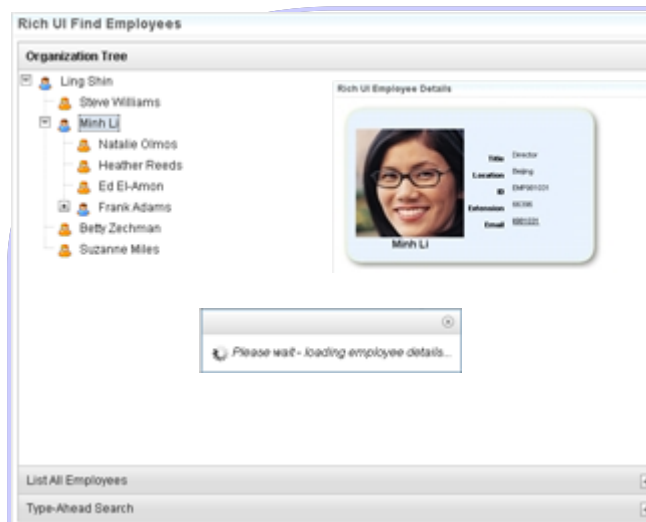 Rich UI Find Employees
Organization Tree
Ling Shin
Steve Williams
Minh Li
Natalie Olmos
Heather Reeds
Ed El-Amon
Frank Adams
Betty Zechman
Suzanne Miles
Rich UI Employee Details
Title Director
Location Beijing
ID
Extension
Email
Minh Li
Please wait - loading employee details...
List All Employees
Type-Ahead Search